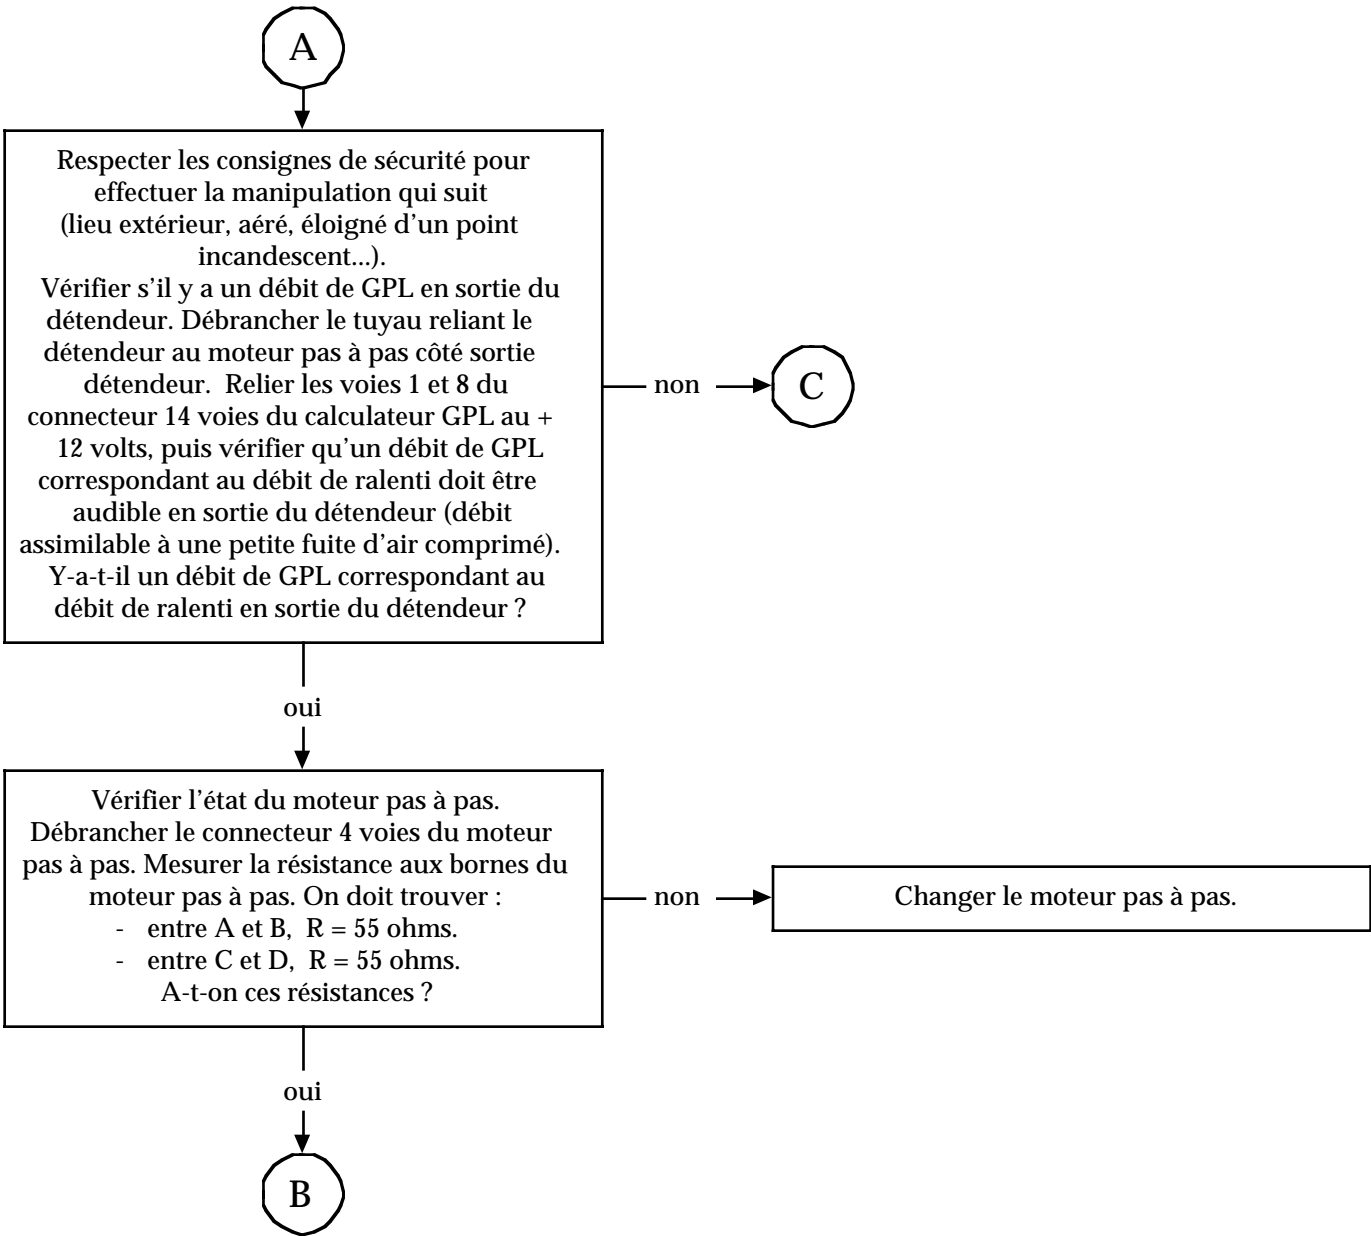 A
Respecter les consignes de sécurité pour
effectuer la manipulation qui suit
(lieu extérieur, aéré, éloigné d’un point
incandescent...).
Vérifier s’il y a un débit de GPL en sortie du
détendeur. Débrancher le tuyau reliant le
détendeur au moteur pas à pas côté sortie
détendeur.  Relier les voies 1 et 8 du
connecteur 14 voies du calculateur GPL au +
12 volts, puis vérifier qu’un débit de GPL
correspondant au débit de ralenti doit être
audible en sortie du détendeur (débit
assimilable à une petite fuite d’air comprimé).
Y-a-t-il un débit de GPL correspondant au
débit de ralenti en sortie du détendeur ?
non
C
oui
Vérifier l’état du moteur pas à pas.
Débrancher le connecteur 4 voies du moteur
pas à pas. Mesurer la résistance aux bornes du
moteur pas à pas. On doit trouver :
- entre A et B,  R = 55 ohms.
- entre C et D,  R = 55 ohms.
A-t-on ces résistances ?
non
Changer le moteur pas à pas.
oui
B